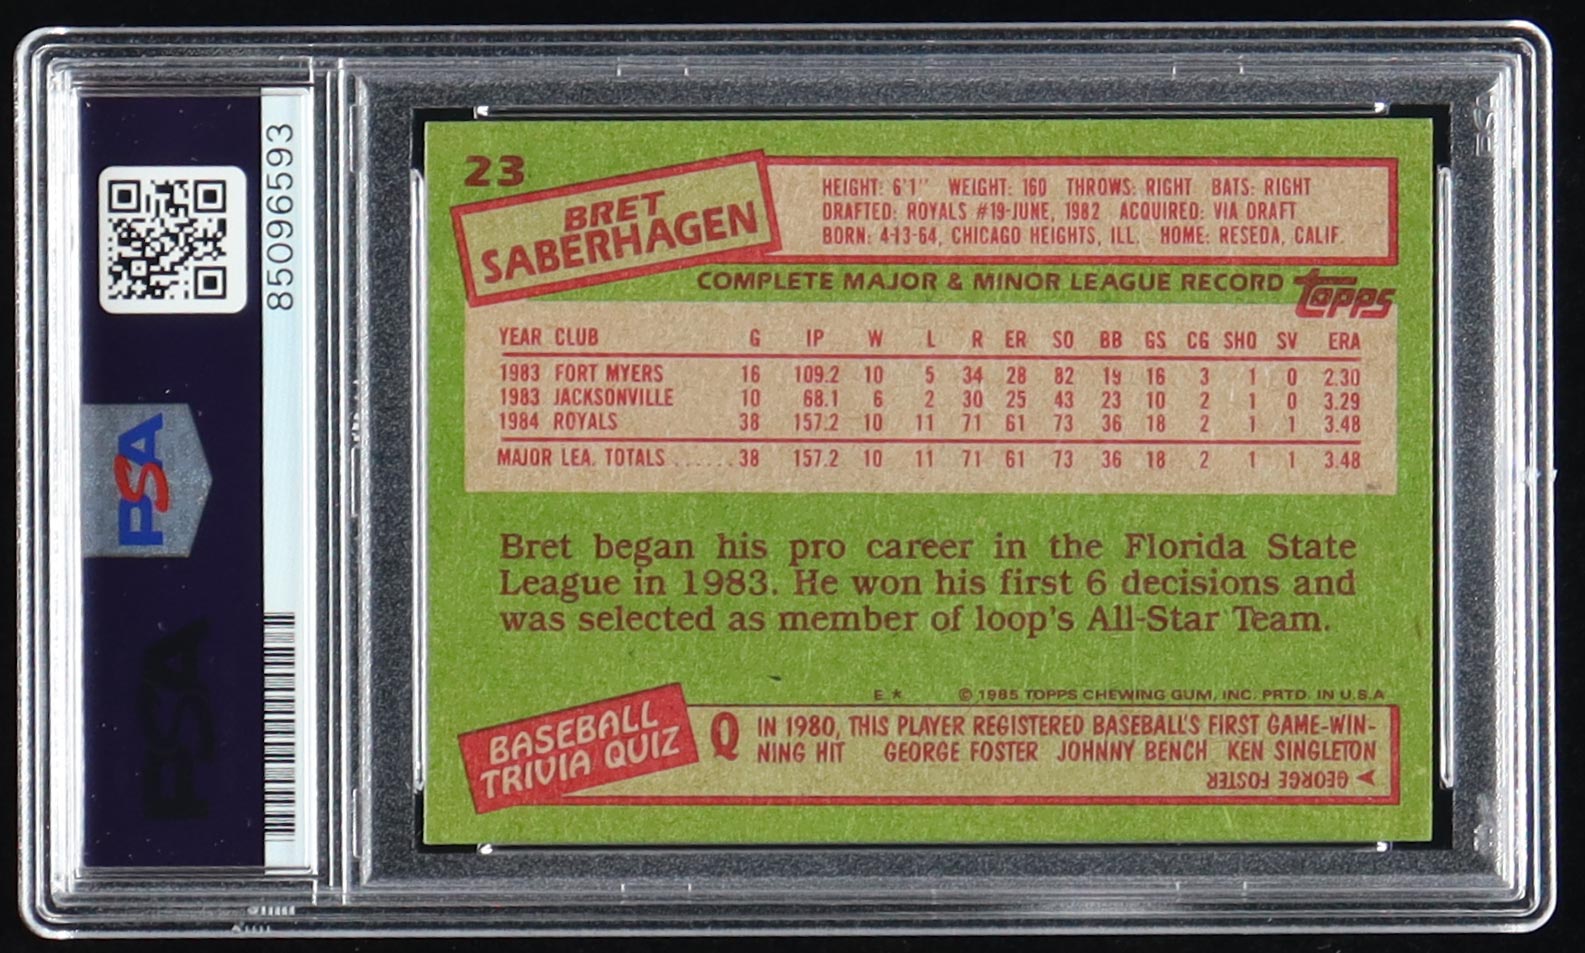 85096593
PSA
PSA
23
BRET
SABERHAGEN
HEIGHT: 6'1" WEIGHT: 160 THROWS: RIGHT BATS: RIGHT
DRAFTED: ROYALS #19-JUNE, 1982 ACQUIRED: VIA DRAFT
BORN: 4-13-64, CHICAGO HEIGHTS, ILL. HOME: RESEDA, CALIF.
COMPLETE MAJOR & MINOR LEAGUE RECORD
topps
YEAR CLUB G IP W L R ER SO BB GS CG SHO SV ERA
1983 FORT MYERS 16 109.2 10 5 34 28 82 19 16 3 1 0 2.30
1983 JACKSONVILLE 10 68.1 6 2 30 25 43 23 10 2 1 0 3.29
1984 ROYALS 38 157.2 10 11 71 61 73 36 18 2 1 1 3.48
MAJOR LEA. TOTALS ...... 38 157.2 10 11 71 61 73 36 18 2 1 1 3.48
Bret began his pro career in the Florida State
League in 1983. He won his first 6 decisions and
was selected as member of loop's All-Star Team.
E * © 1985 TOPPS CHEWING GUM, INC. PRTD. IN U.S.A
BASEBALL
TRIVIA QUIZ
Q IN 1980, THIS PLAYER REGISTERED BASEBALL'S FIRST GAME-WIN-
NING HIT GEORGE FOSTER JOHNNY BENCH KEN SINGLETON
GEORGE FOSTER